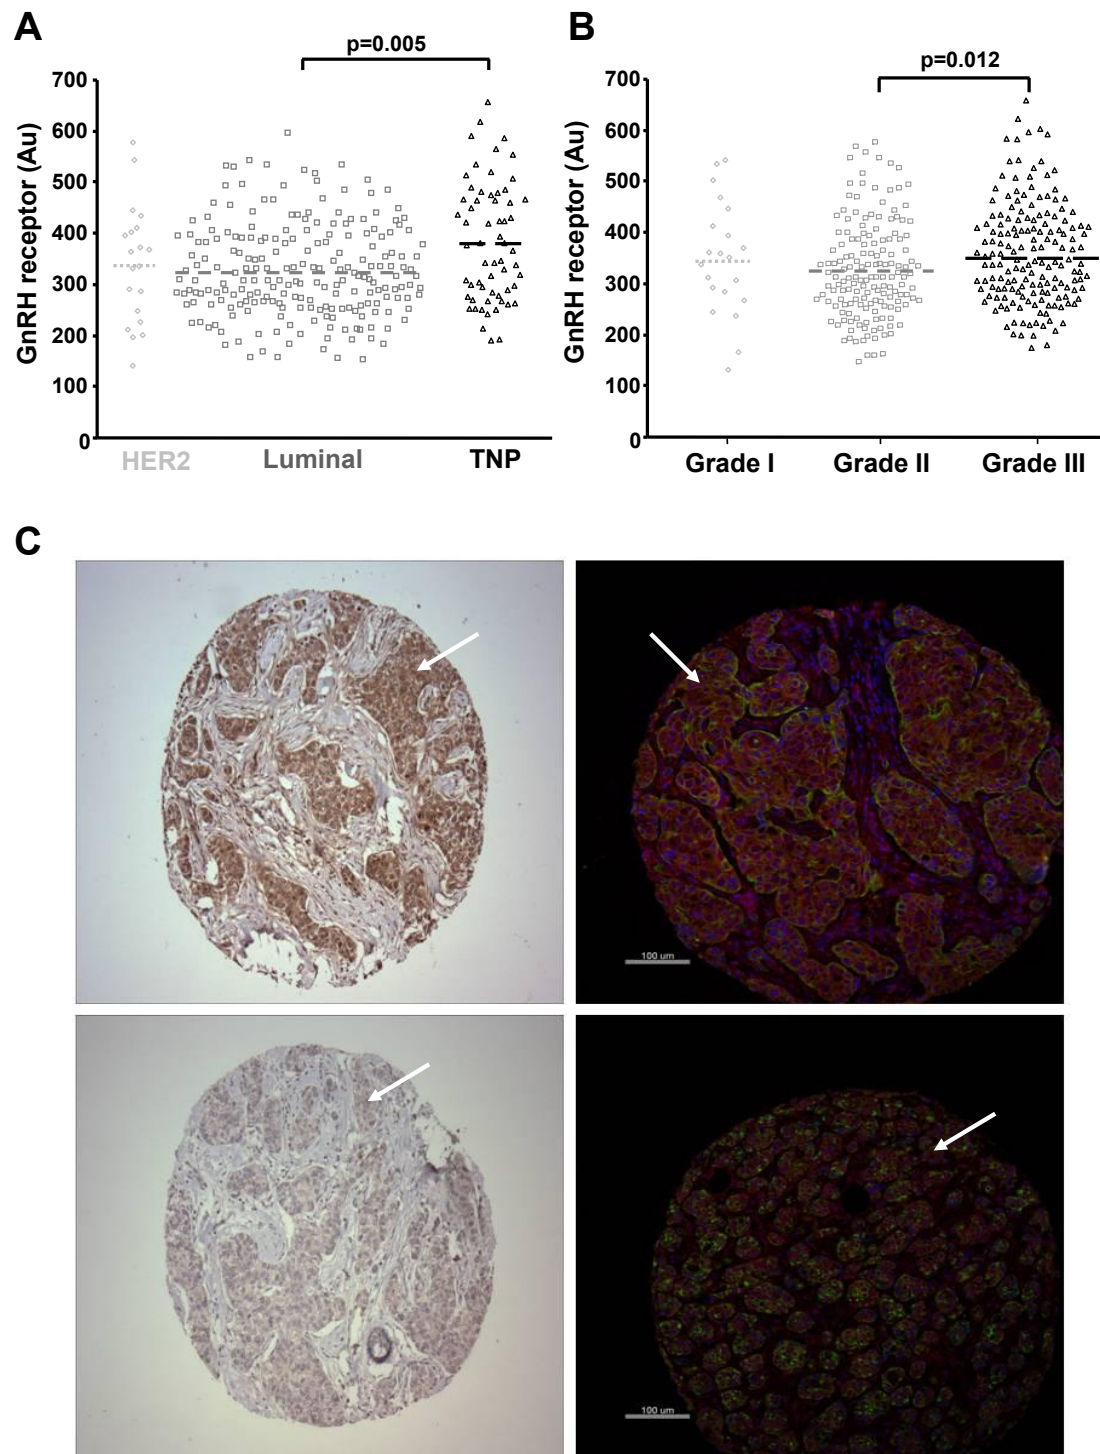 A
p=0.005
GnRH receptor (Au)
700
600
500
400
300
200
100
0
HER2
Luminal
TNP
B
p=0.012
GnRH receptor (Au)
700
600
500
400
300
200
100
0
Grade I
Grade II
Grade III
C
100 um
100 um